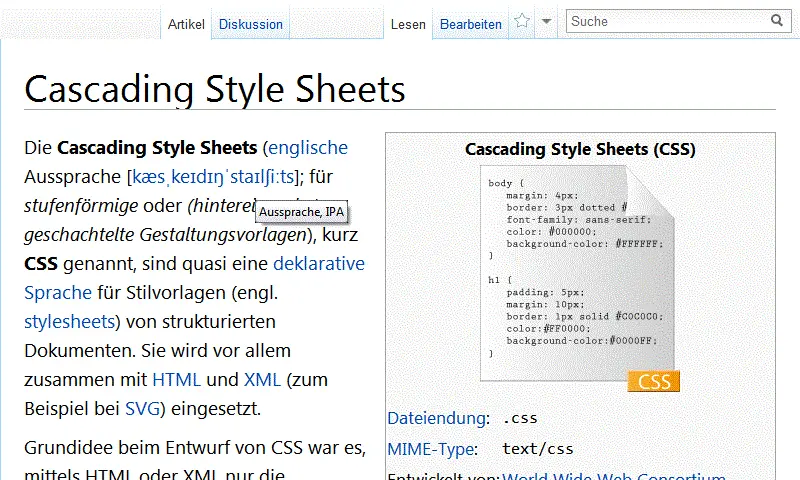 Artikel Diskussion Lesen Bearbeiten Suche
Cascading Style Sheets
Die Cascading Style Sheets (englische
Aussprache [kæsˌkeɪdɪŋˈstaɪlʃiːts]; für
stufenförmige oder (hinterei
Aussprache, IPA
geschachtelte Gestaltungsvorlagen), kurz
CSS genannt, sind quasi eine deklarative
Sprache für Stilvorlagen (engl.
stylesheets) von strukturierten
Dokumenten. Sie wird vor allem
zusammen mit HTML und XML (zum
Beispiel bei SVG) eingesetzt.
Grundidee beim Entwurf von CSS war es,
mittels HTML oder XML nur die
Cascading Style Sheets (CSS)
body {
margin: 4px;
border: 3px dotted #
font-family: sans-serif;
color: #000000;
background-color: #FFFFFF;
}
h1 {
padding: 5px;
margin: 10px;
border: 1px solid #C0C0C0;
color:#FF0000;
background-color:#0000FF;
}
CSS
Dateiendung: .css
MIME-Type: text/css
Entwickelt von: World Wide Web Consortium